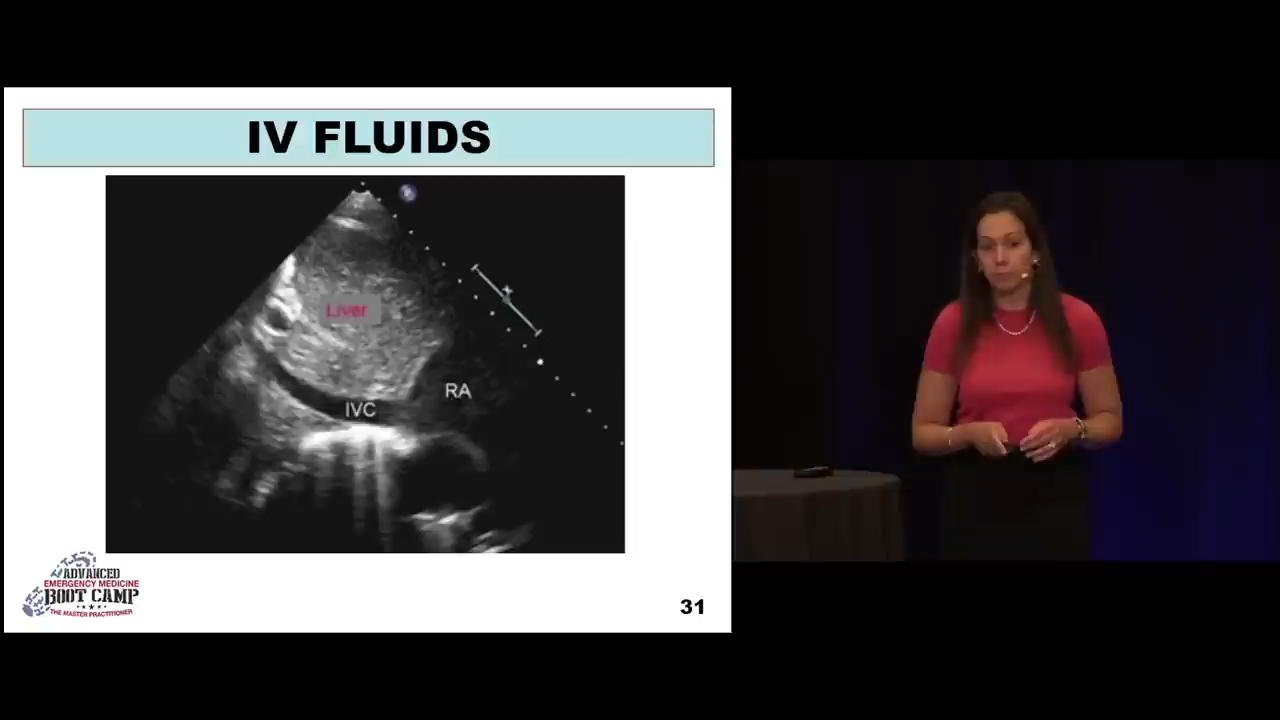 IV FLUIDS
Liver
RA
IVC
ADVANCED
EMERGENCY MEDICINE
BOOT CAMP
THE MASTER PRACTITIONER
31